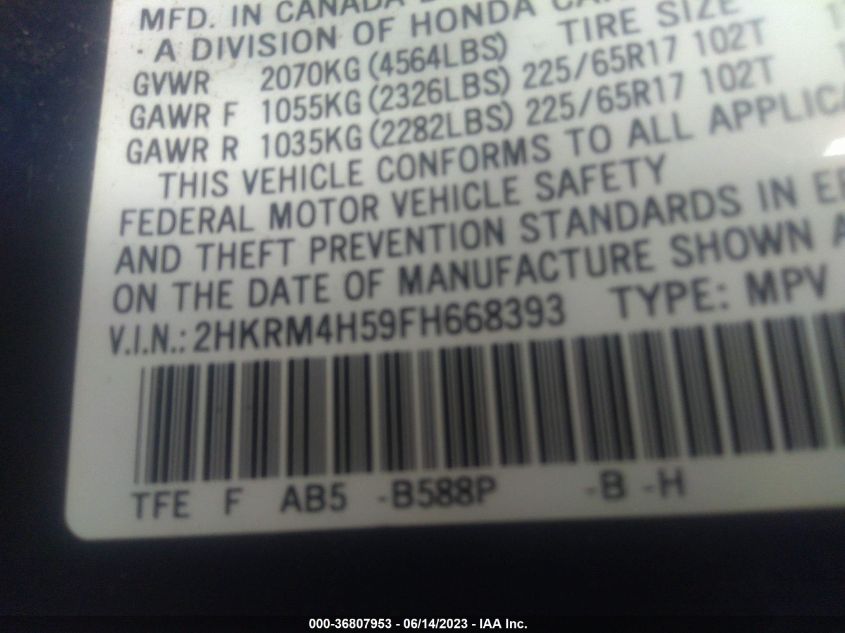 MFD. IN CANADA
- A DIVISION OF HONDA
GVWR 2070KG (4564LBS) TIRE SIZE
GAWR F 1055KG (2326LBS) 225/65R17 102T
GAWR R 1035KG (2282LBS) 225/65R17 102T
THIS VEHICLE CONFORMS TO ALL
FEDERAL MOTOR VEHICLE SAFETY
AND THEFT PREVENTION STANDARDS IN
ON THE DATE OF MANUFACTURE SHOWN
V.I.N.: 2HKRM4H59FH668393 TYPE: MPV
TFE F AB5 -B588P -B -H
000-36807953 - 06/14/2023 - IAA Inc.